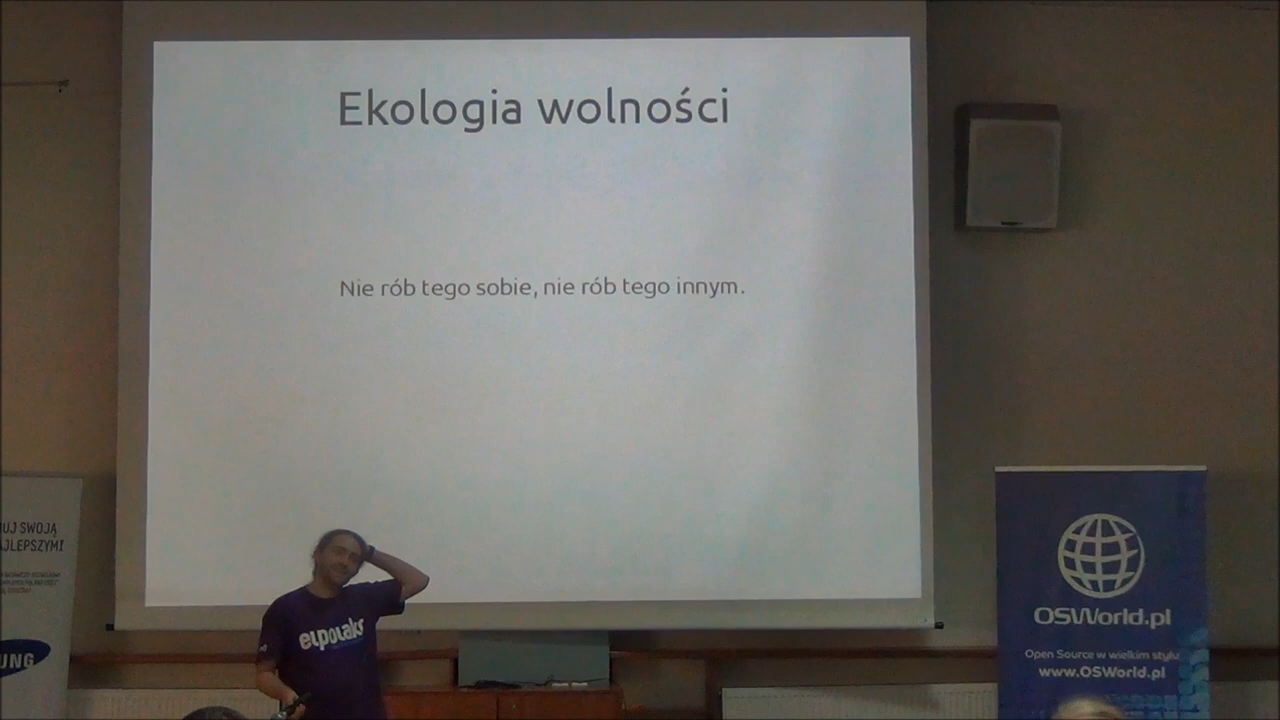 Ekologia wolności
Nie rób tego sobie, nie rób tego innym.
UJ SWOJĄ
JLEPSZYMI
UNG
elpolaks
OSWorld.pl
Open Source w wielkim stylu
www.OSWorld.pl